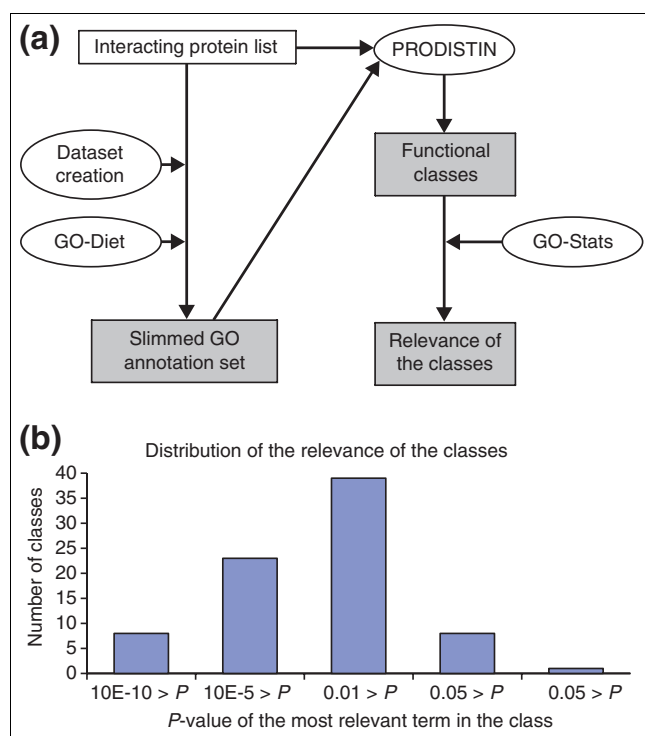 (a)
Interacting protein list
PRODISTIN
Dataset
creation
Functional
classes
GO-Diet
GO-Stats
Slimmed GO
annotation set
Relevance of
the classes
(b)
Distribution of the relevance of the classes
Number of classes
40
35
30
25
20
15
10
5
0
10E-10 > P
10E-5 > P
0.01 > P
0.05 > P
0.05 > P
P-value of the most relevant term in the class